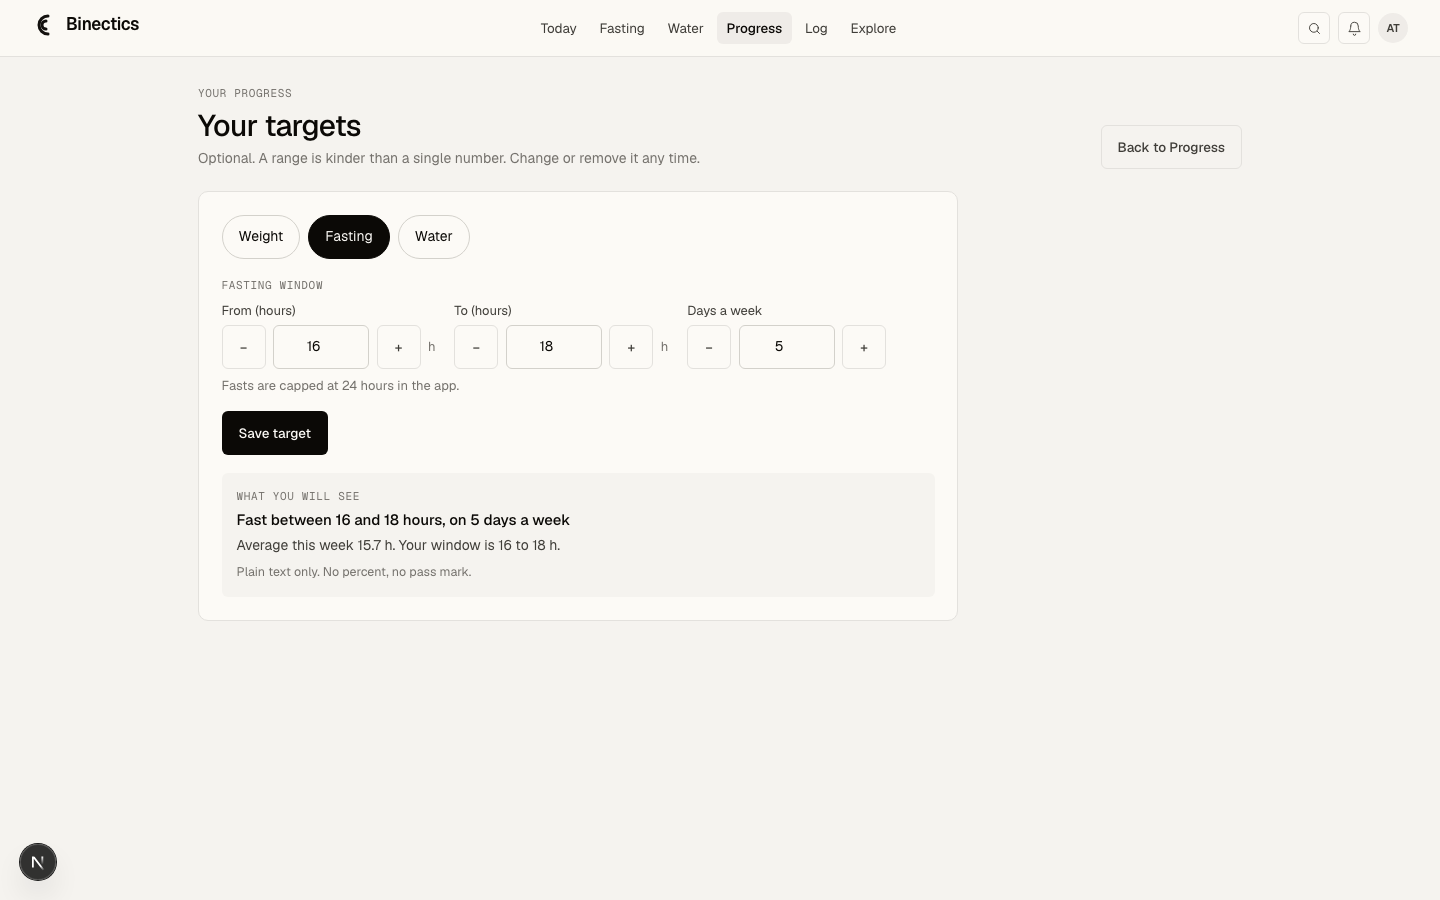 Binectics
Today Fasting Water Progress Log Explore
AT
YOUR PROGRESS
Your targets
Optional. A range is kinder than a single number. Change or remove it any time.
Back to Progress
Weight Fasting Water
FASTING WINDOW
From (hours) To (hours) Days a week
– 16 + h – 18 + h – 5 +
Fasts are capped at 24 hours in the app.
Save target
WHAT YOU WILL SEE
Fast between 16 and 18 hours, on 5 days a week
Average this week 15.7 h. Your window is 16 to 18 h.
Plain text only. No percent, no pass mark.
N